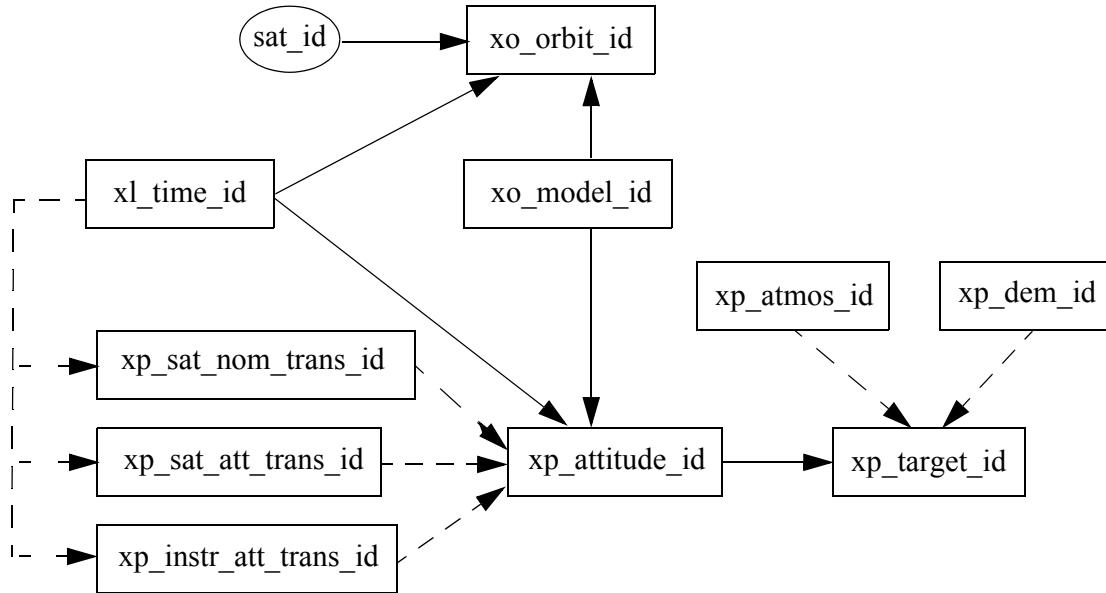 sat_id
xo_orbit_id
xl_time_id
xo_model_id
xp_atmos_id
xp_dem_id
xp_sat_nom_trans_id
xp_sat_att_trans_id
xp_attitude_id
xp_target_id
xp_instr_att_trans_id